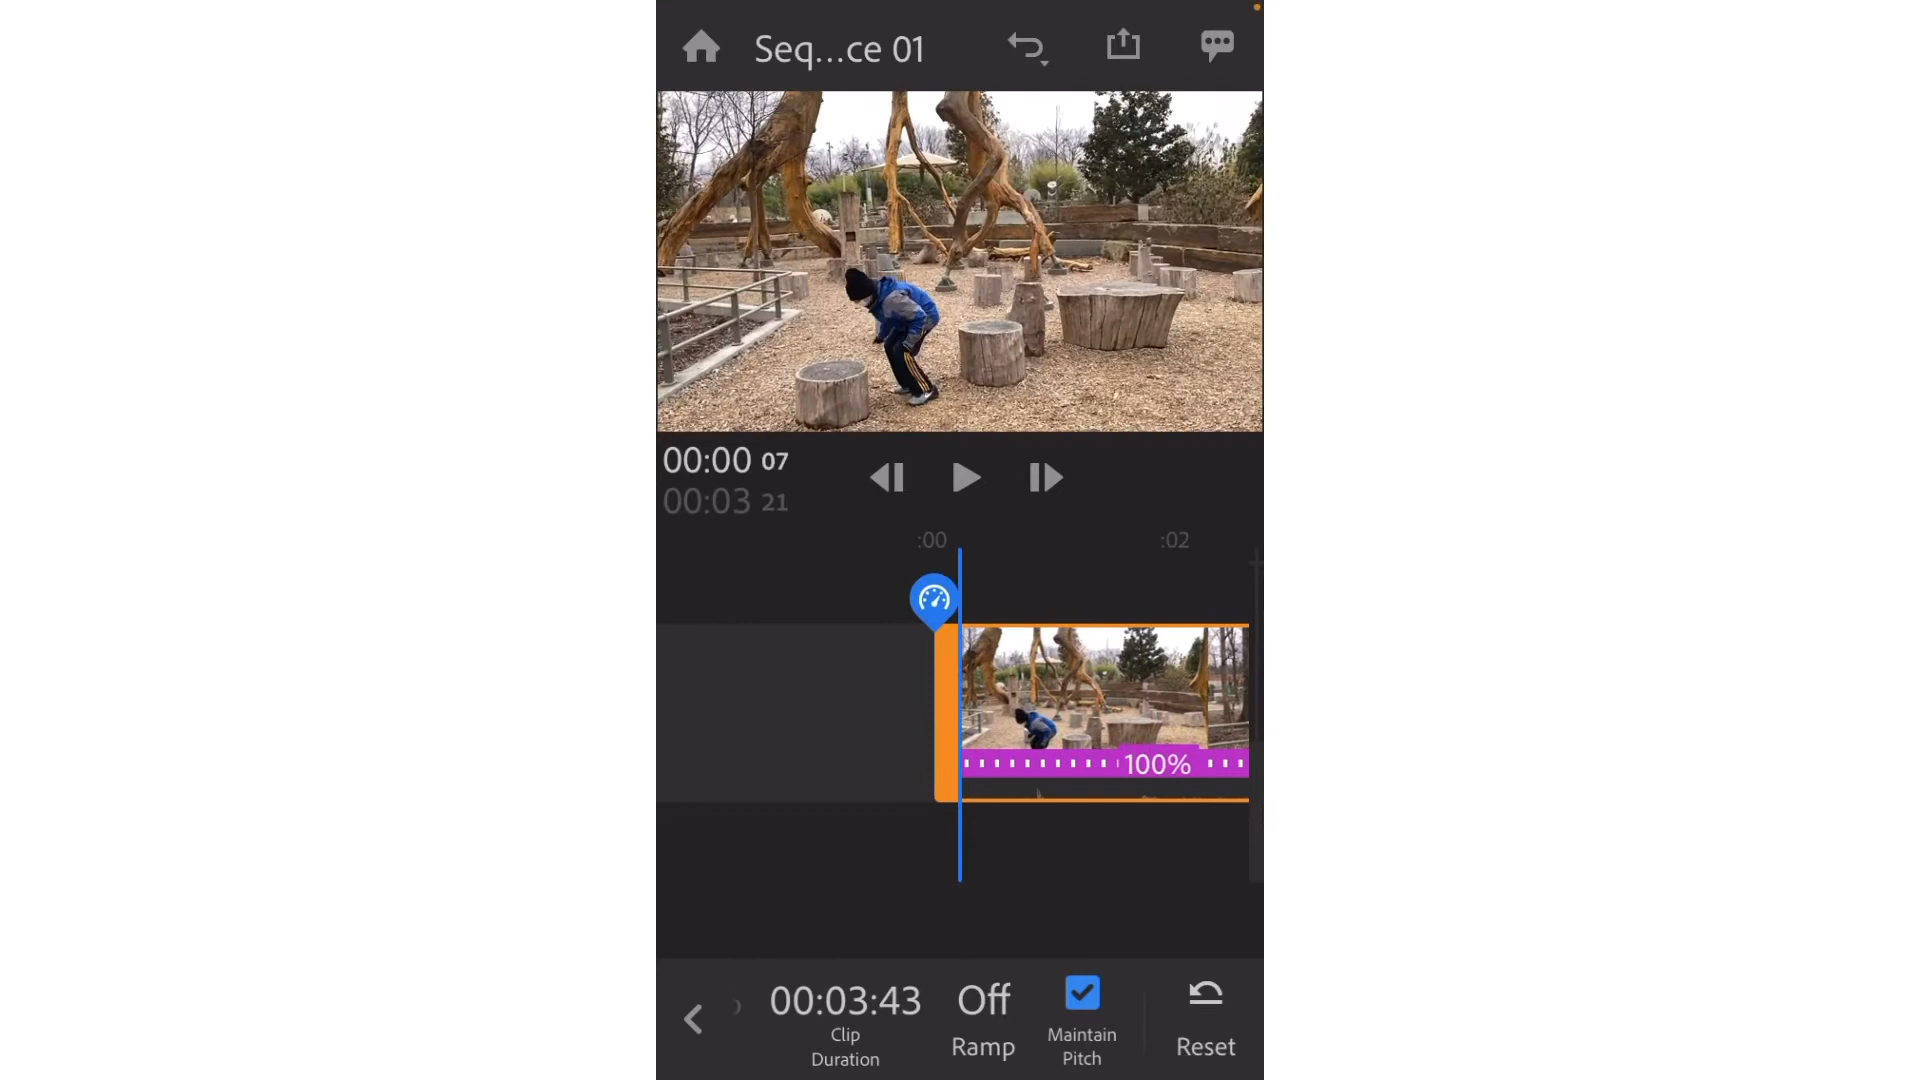 Seq...ce 01
00:00 07
00:03 21
:00 :02
100%
00:03:43 Off
Clip Duration Ramp Maintain Pitch Reset